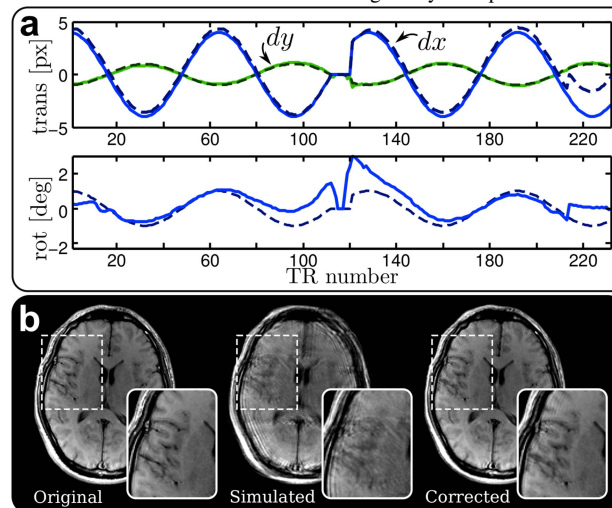 a
trans [px]
5
0
−5
dy
dx
20
60
100
140
180
220
rot [deg]
2
0
−2
20
60
100
140
180
220
TR number
b
Original
Simulated
Corrected